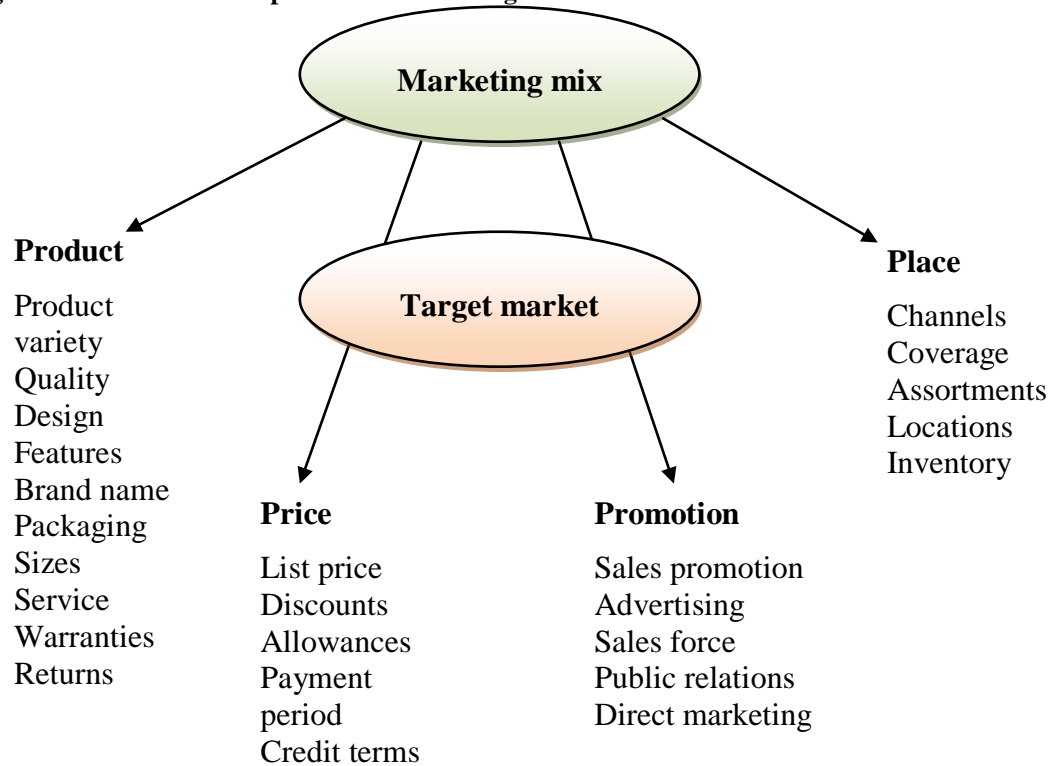 Marketing mix
Target market
Product
Product
variety
Quality
Design
Features
Brand name
Packaging
Sizes
Service
Warranties
Returns
Price
List price
Discounts
Allowances
Payment
period
Credit terms
Promotion
Sales promotion
Advertising
Sales force
Public relations
Direct marketing
Place
Channels
Coverage
Assortments
Locations
Inventory